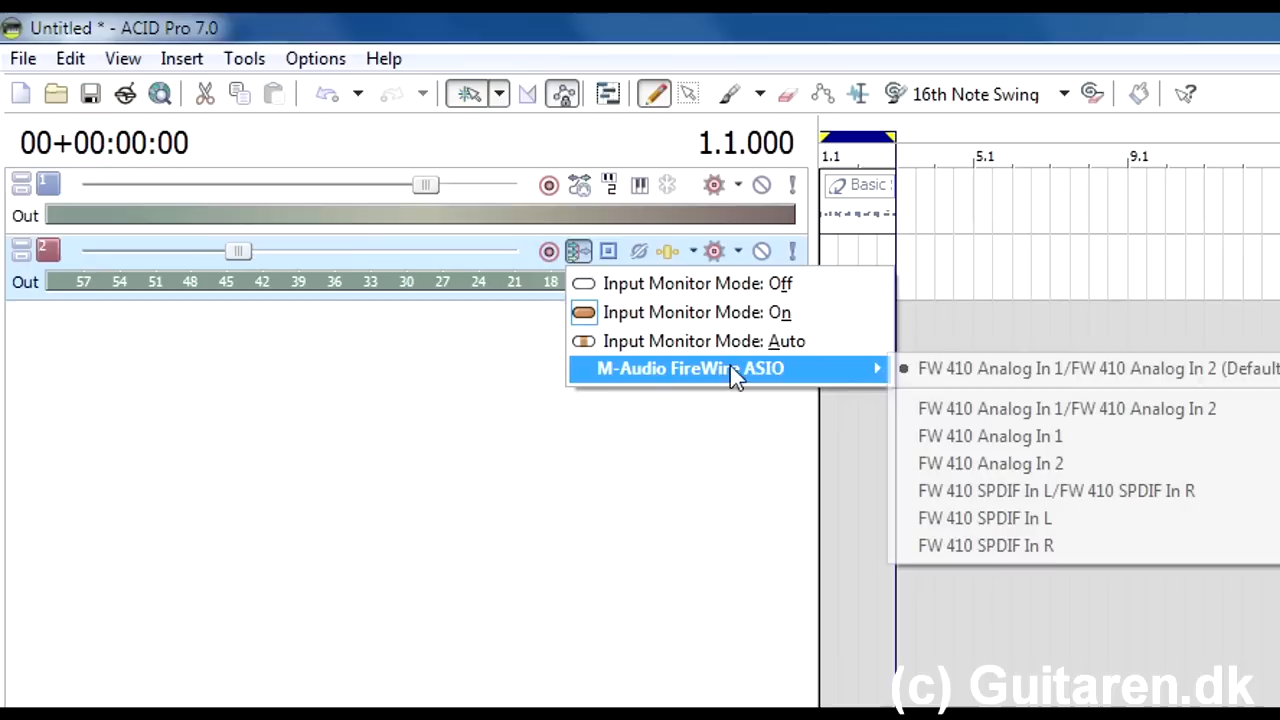 Untitled * - ACID Pro 7.0
File Edit View Insert Tools Options Help
16th Note Swing
00+00:00:00 1.1.000
1.1 5.1 9.1
1
2
Basic
Out
2
Out 57 54 51 48 45 42 39 36 33 30 27 24 21 18
Input Monitor Mode: Off
Input Monitor Mode: On
Input Monitor Mode: Auto
M-Audio FireWire ASIO
FW 410 Analog In 1/FW 410 Analog In 2 (Default
FW 410 Analog In 1/FW 410 Analog In 2
FW 410 Analog In 1
FW 410 Analog In 2
FW 410 SPDIF In L/FW 410 SPDIF In R
FW 410 SPDIF In L
FW 410 SPDIF In R
(c) Guitaren.dk